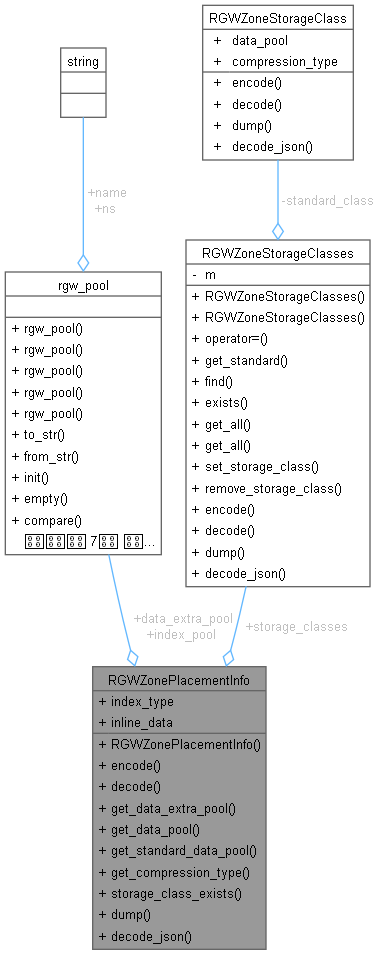 RGWZoneStorageClass
+ data_pool
+ compression_type
+ encode()
+ decode()
+ dump()
+ decode_json()
string
+name
+ns
-standard_class
rgw_pool
+ rgw_pool()
+ rgw_pool()
+ rgw_pool()
+ rgw_pool()
+ rgw_pool()
+ to_str()
+ from_str()
+ init()
+ empty()
+ compare()
7 ...
RGWZoneStorageClasses
- m
+ RGWZoneStorageClasses()
+ RGWZoneStorageClasses()
+ operator=()
+ get_standard()
+ find()
+ exists()
+ get_all()
+ get_all()
+ set_storage_class()
+ remove_storage_class()
+ encode()
+ decode()
+ dump()
+ decode_json()
+data_extra_pool
+index_pool
+storage_classes
RGWZonePlacementInfo
+ index_type
+ inline_data
+ RGWZonePlacementInfo()
+ encode()
+ decode()
+ get_data_extra_pool()
+ get_data_pool()
+ get_standard_data_pool()
+ get_compression_type()
+ storage_class_exists()
+ dump()
+ decode_json()